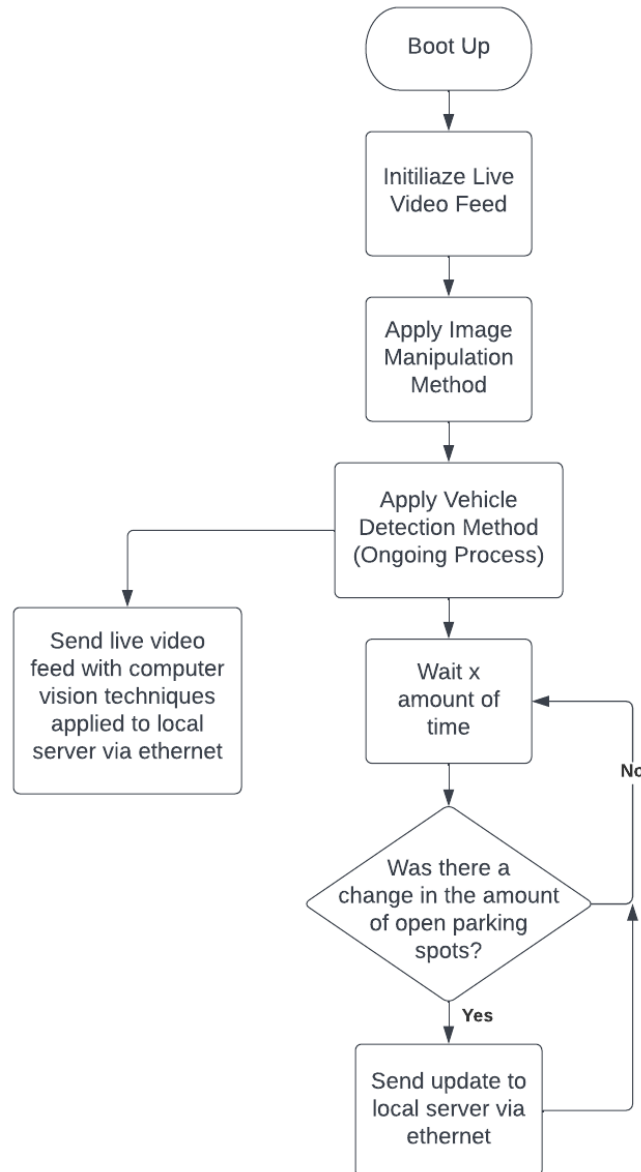 Boot Up
Initiliaze Live
Video Feed
Apply Image
Manipulation
Method
Apply Vehicle
Detection Method
(Ongoing Process)
Send live video
feed with computer
vision techniques
applied to local
server via ethernet
Wait x
amount of
time
No
Was there a
change in the amount
of open parking
spots?
Yes
Send update to
local server via
ethernet